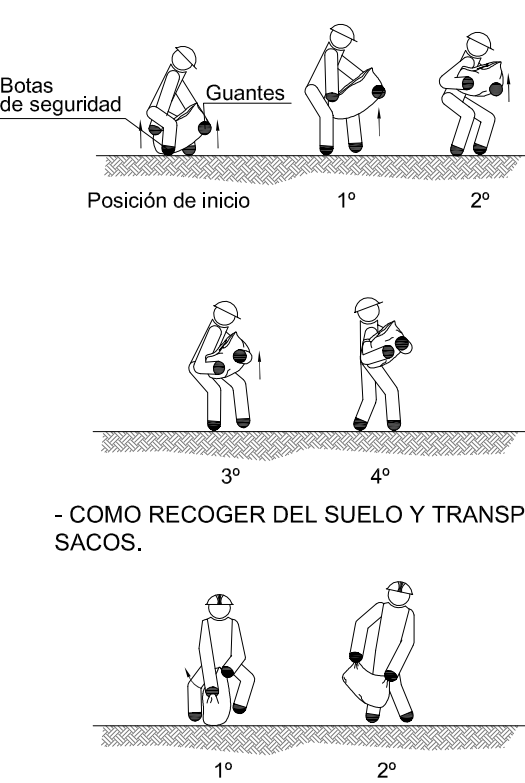 Botas
de seguridad
Guantes
Posición de inicio
1º
2º
3º
4º
- COMO RECOGER DEL SUELO Y TRANSP
SACOS.
1º
2º